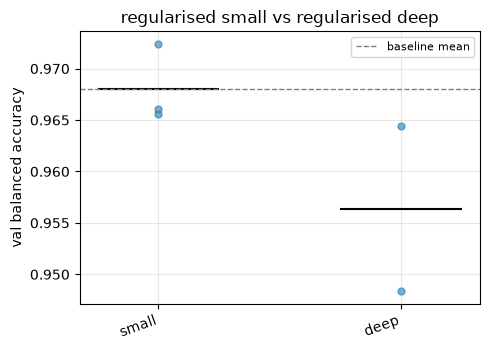 regularised small vs regularised deep
baseline mean
val balanced accuracy
0.970
0.965
0.960
0.955
0.950
small
deep